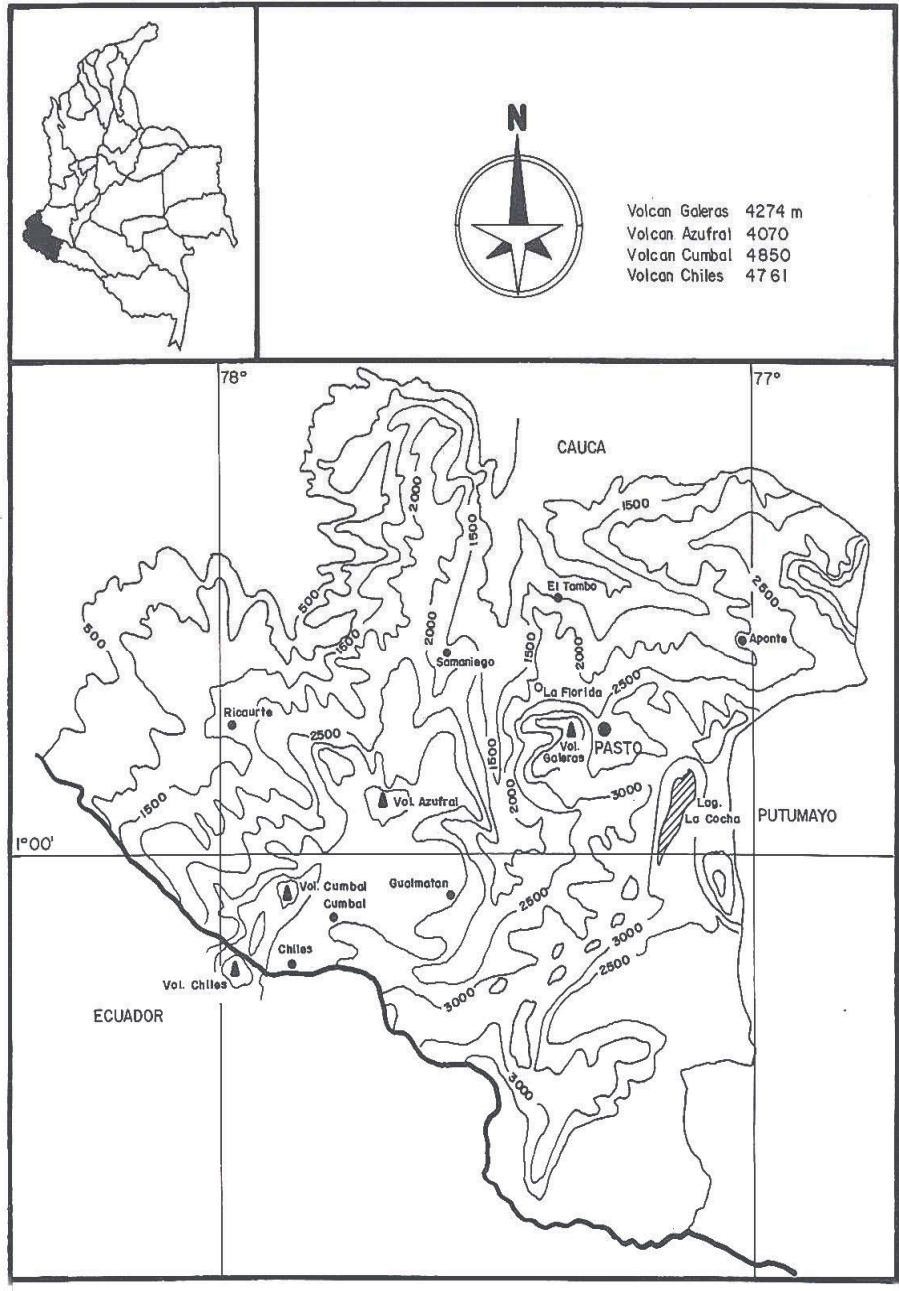 N
Volcan Galeras 4274 m
Volcan Azufral 4070
Volcan Cumbal 4850
Volcan Chiles 4761
78°
77°
CAUCA
2000
1500
1500
El Tambo
2500
500
500
1500
2000
Samaniego
1500
2000
Aponte
2500
La Florida
Ricaurte
2500
1500
Vol.
Galeras
PASTO
2000
3000
Vol. Azufral
1500
Lag.
La Cocha
PUTUMAYO
1°00'
Vol. Cumbal
Cumbal
Gualmatan
2500
3000
Chiles
2500
Vol. Chiles
3000
ECUADOR
3000